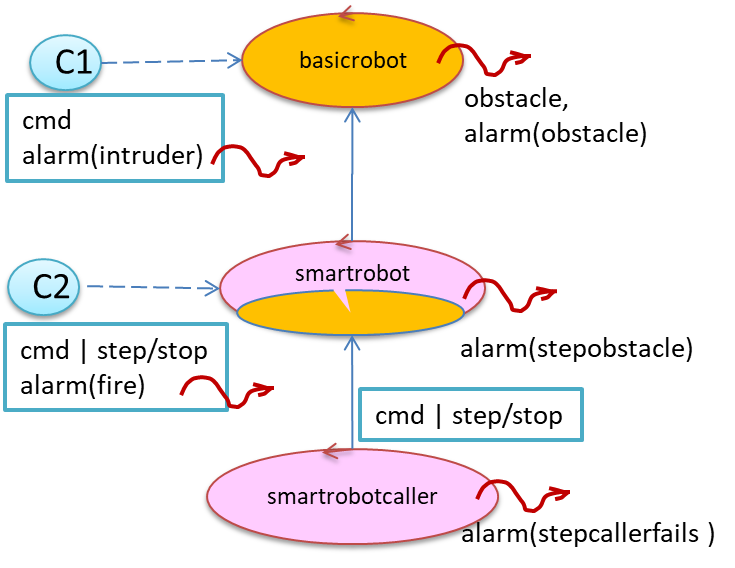 C1
basicrobot
cmd
alarm(intruder)
obstacle,
alarm(obstacle)
smartrobot
C2
cmd | step/stop
alarm(fire)
alarm(stepobstacle)
cmd | step/stop
smartrobotcaller
alarm(stepcallerfails )